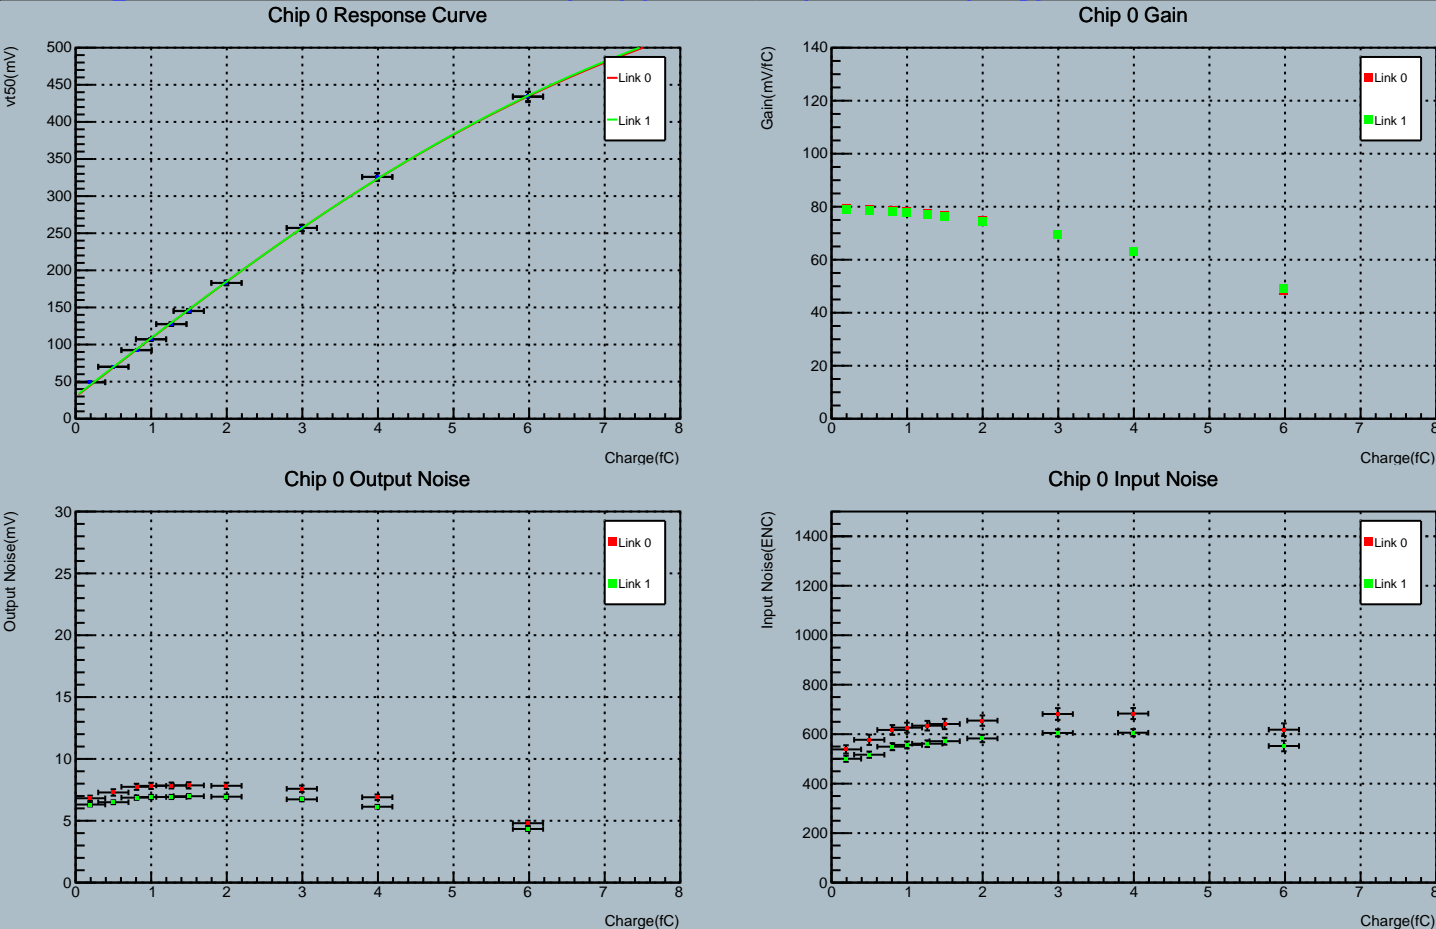 Chip 0 Response Curve
vt50(mV)
500
450
400
350
300
250
200
150
100
50
0
0 1 2 3 4 5 6 7 8
Charge(fC)
Link 0
Link 1
Chip 0 Gain
Gain(mV/fC)
140
120
100
80
60
40
20
0
0 1 2 3 4 5 6 7 8
Charge(fC)
Link 0
Link 1
Chip 0 Output Noise
Output Noise(mV)
30
25
20
15
10
5
0
0 1 2 3 4 5 6 7 8
Charge(fC)
Link 0
Link 1
Chip 0 Input Noise
Input Noise(ENC)
1400
1200
1000
800
600
400
200
0
0 1 2 3 4 5 6 7 8
Charge(fC)
Link 0
Link 1